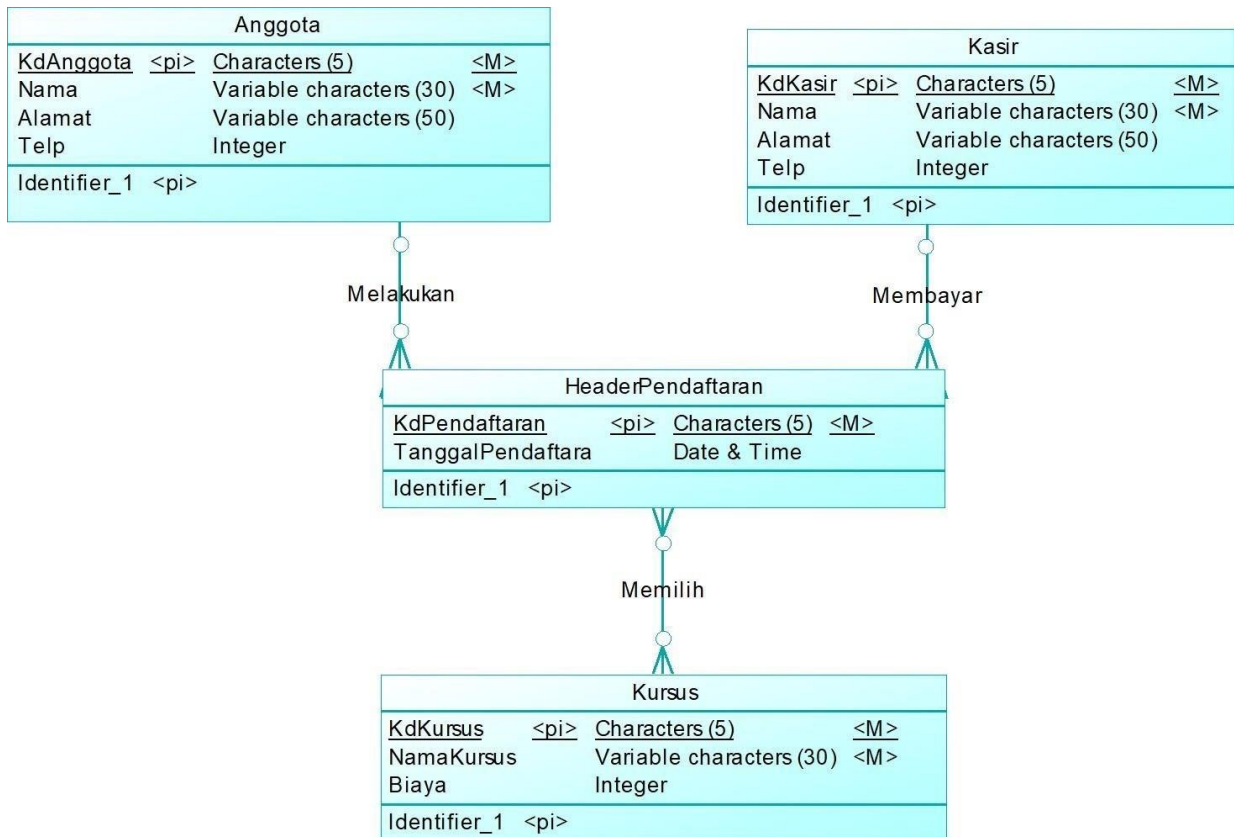 Anggota
KdAnggota <pi> Characters (5) <M>
Nama Variable characters (30) <M>
Alamat Variable characters (50)
Telp Integer
Identifier_1 <pi>
Kasir
KdKasir <pi> Characters (5) <M>
Nama Variable characters (30) <M>
Alamat Variable characters (50)
Telp Integer
Identifier_1 <pi>
Melakukan
Membayar
HeaderPendaftaran
KdPendaftaran <pi> Characters (5) <M>
TanggalPendaftara Date & Time
Identifier_1 <pi>
Memilih
Kursus
KdKursus <pi> Characters (5) <M>
NamaKursus Variable characters (30) <M>
Biaya Integer
Identifier_1 <pi>